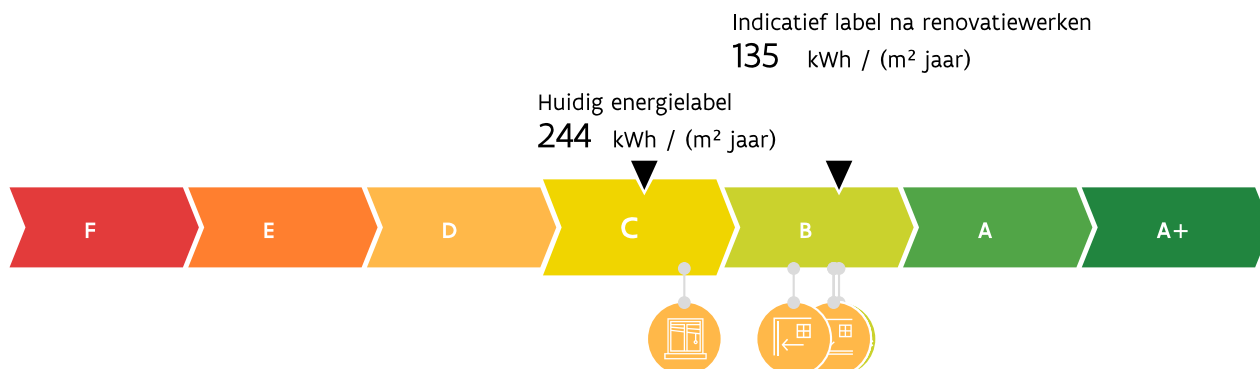 Indicatief label na renovatiewerken
135 kWh / (m² jaar)
Huidig energielabel
244 kWh / (m² jaar)
F E D C B A A+